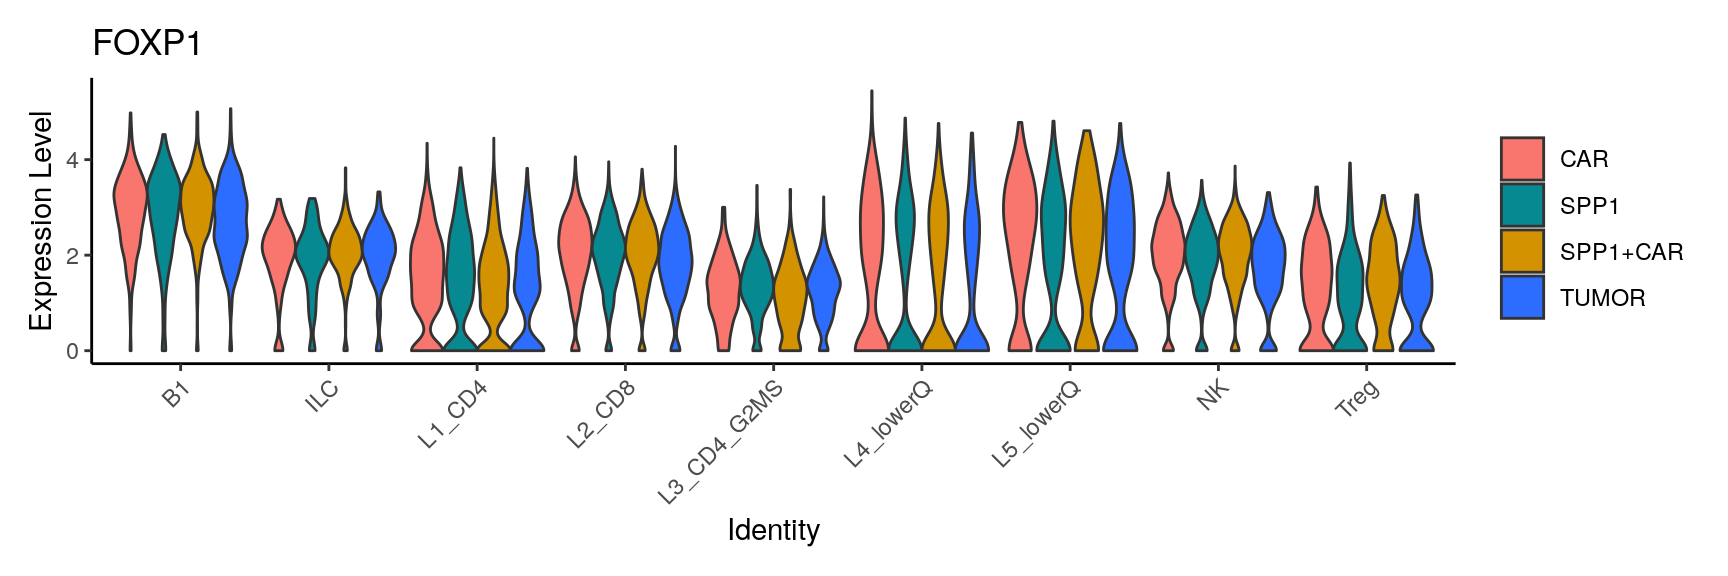 FOXP1
Expression Level
4
2
0
B1
ILC
L1_CD4
L2_CD8
L3_CD4_G2MS
L4_lowerQ
L5_lowerQ
NK
Treg
Identity
CAR
SPP1
SPP1+CAR
TUMOR